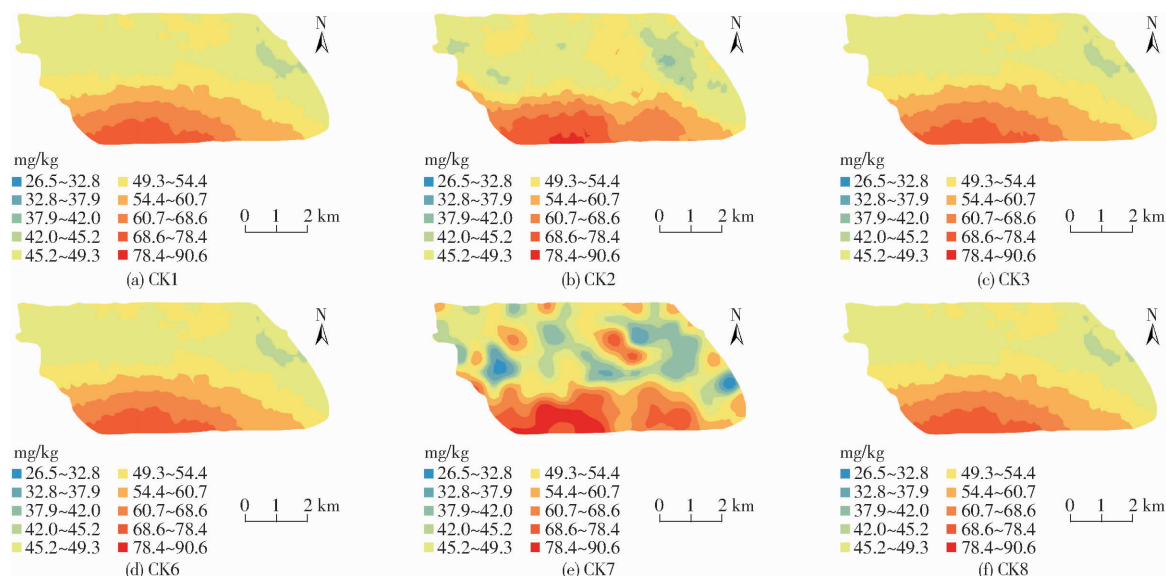 N
N
N
mg/kg
26.5~32.8 49.3~54.4
32.8~37.9 54.4~60.7
37.9~42.0 60.7~68.6
42.0~45.2 68.6~78.4
45.2~49.3 78.4~90.6
0 1 2 km
(a) CK1
mg/kg
26.5~32.8 49.3~54.4
32.8~37.9 54.4~60.7
37.9~42.0 60.7~68.6
42.0~45.2 68.6~78.4
45.2~49.3 78.4~90.6
0 1 2 km
(b) CK2
mg/kg
26.5~32.8 49.3~54.4
32.8~37.9 54.4~60.7
37.9~42.0 60.7~68.6
42.0~45.2 68.6~78.4
45.2~49.3 78.4~90.6
0 1 2 km
(c) CK3
N
N
N
mg/kg
26.5~32.8 49.3~54.4
32.8~37.9 54.4~60.7
37.9~42.0 60.7~68.6
42.0~45.2 68.6~78.4
45.2~49.3 78.4~90.6
0 1 2 km
(d) CK6
mg/kg
26.5~32.8 49.3~54.4
32.8~37.9 54.4~60.7
37.9~42.0 60.7~68.6
42.0~45.2 68.6~78.4
45.2~49.3 78.4~90.6
0 1 2 km
(e) CK7
mg/kg
26.5~32.8 49.3~54.4
32.8~37.9 54.4~60.7
37.9~42.0 60.7~68.6
42.0~45.2 68.6~78.4
45.2~49.3 78.4~90.6
0 1 2 km
(f) CK8